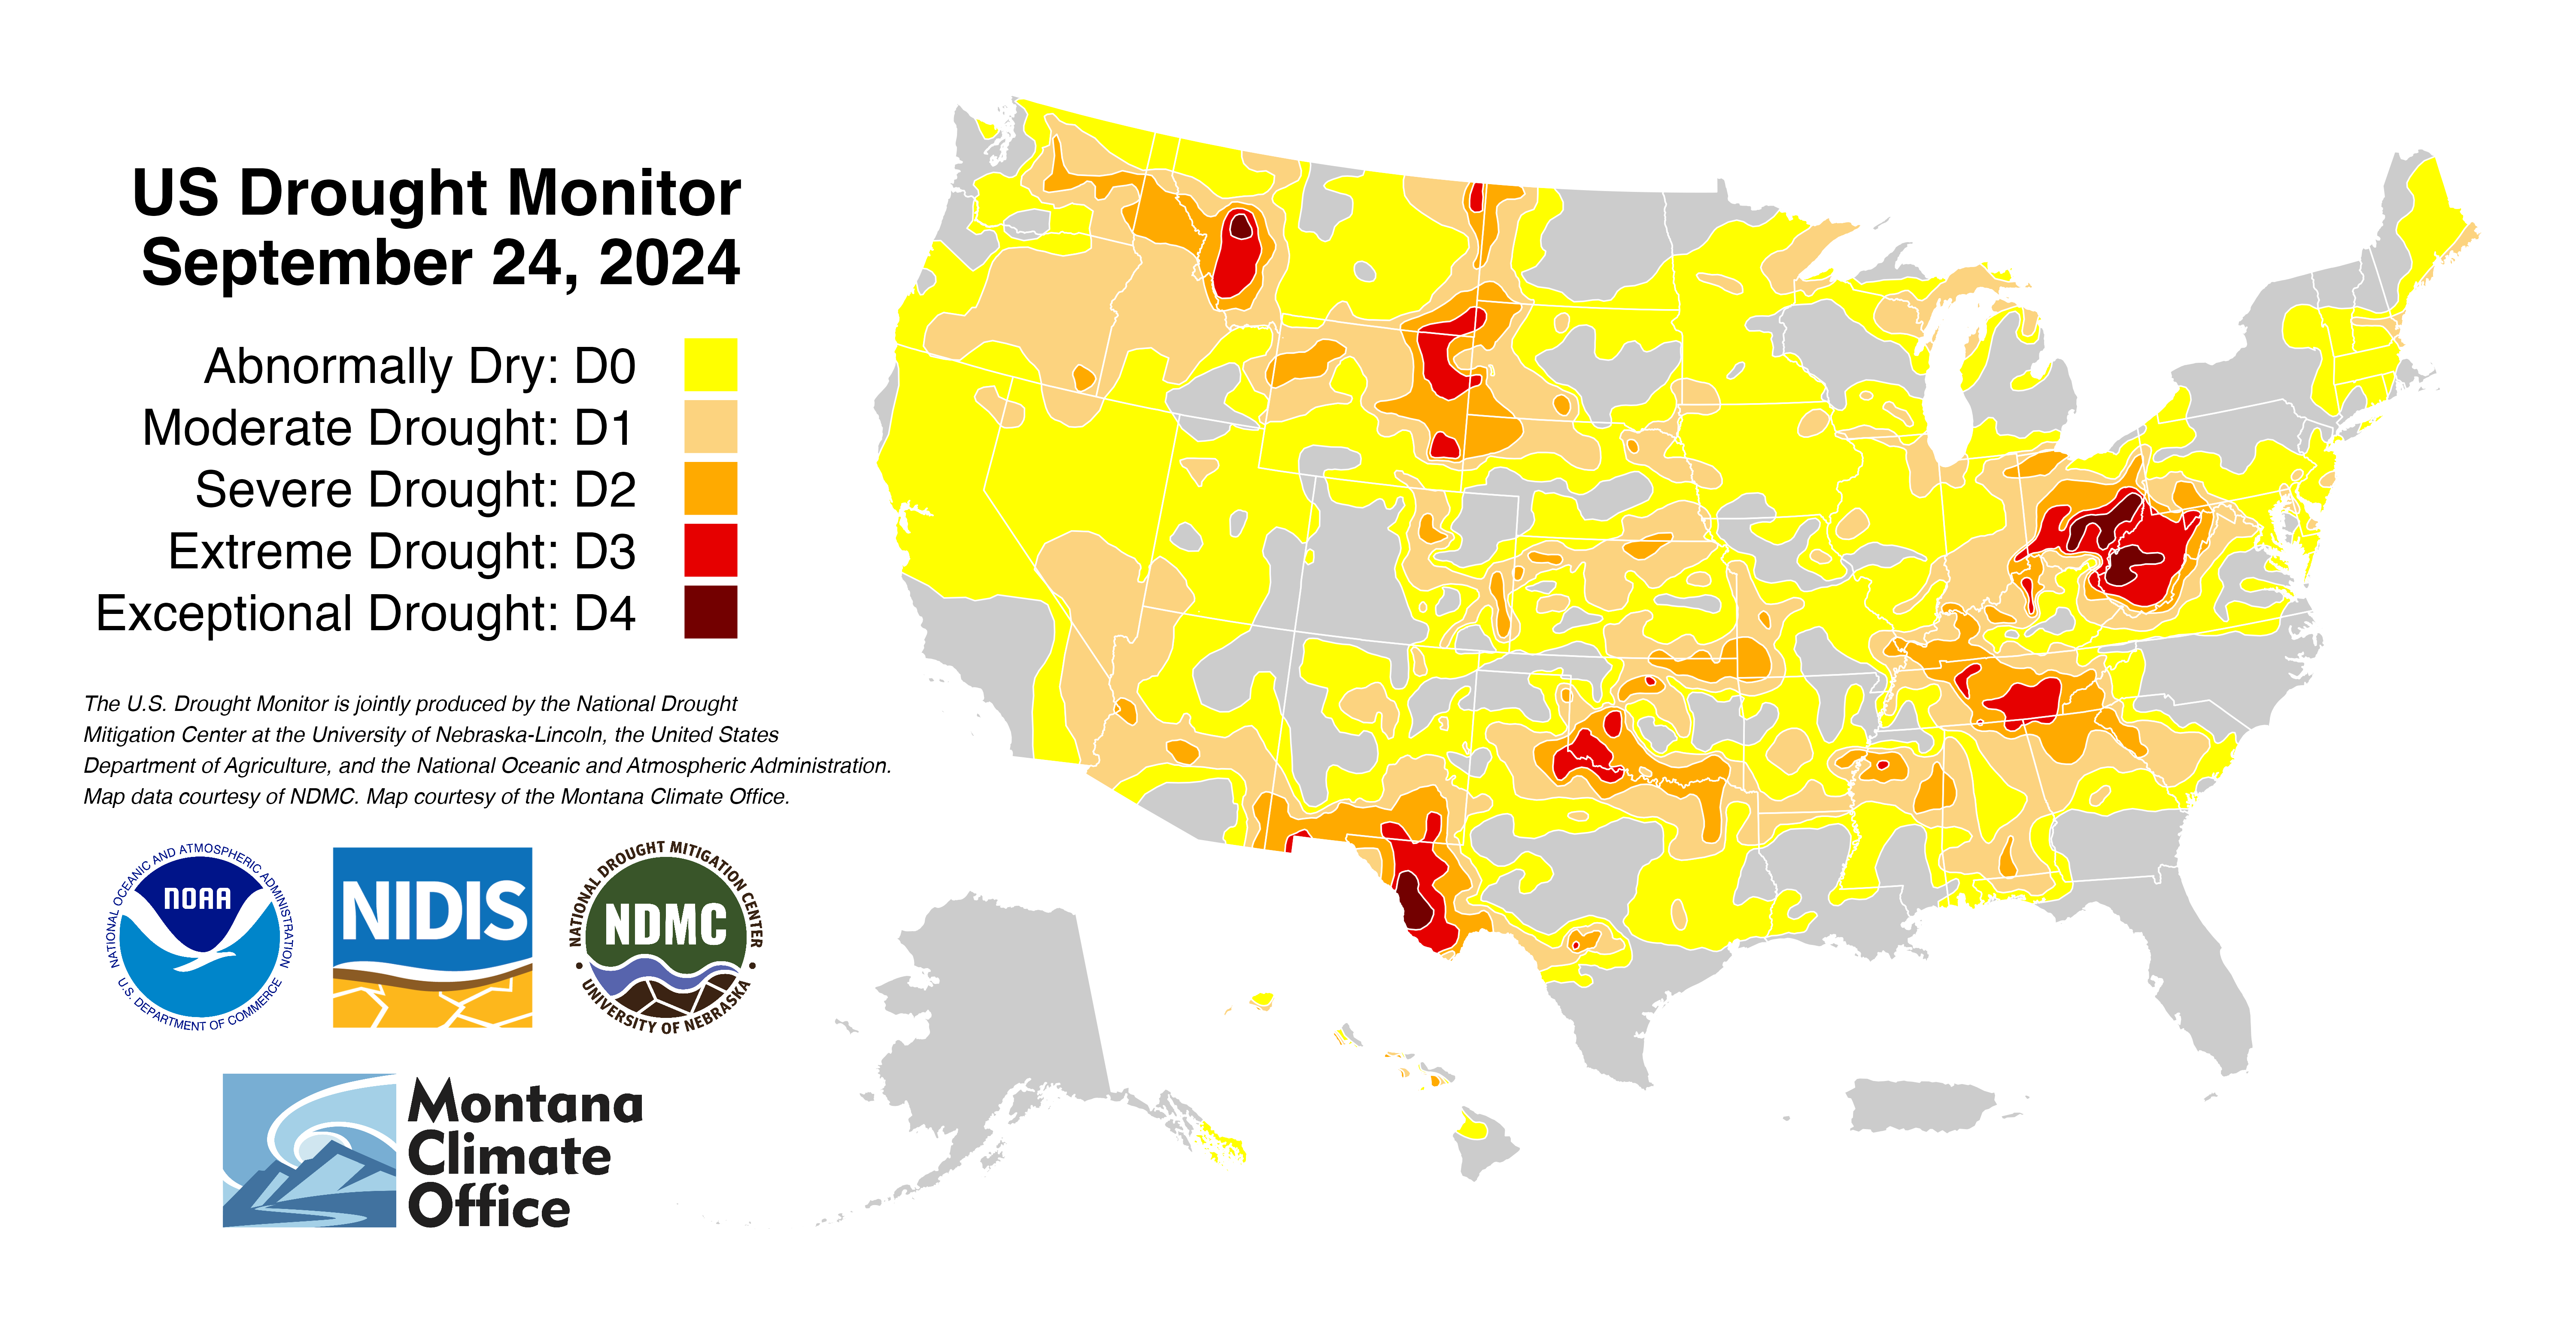 US Drought Monitor
September 24, 2024
Abnormally Dry: D0
Moderate Drought: D1
Severe Drought: D2
Extreme Drought: D3
Exceptional Drought: D4
The U.S. Drought Monitor is jointly produced by the National Drought
Mitigation Center at the University of Nebraska-Lincoln, the United States
Department of Agriculture, and the National Oceanic and Atmospheric Administration.
Map data courtesy of NDMC. Map courtesy of the Montana Climate Office.
NATIONAL OCEANIC AND ATMOSPHERIC ADMINISTRATION
NOAA
U.S. DEPARTMENT OF COMMERCE
NIDIS
NATIONAL DROUGHT MITIGATION CENTER
NDMC
UNIVERSITY OF NEBRASKA
Montana
Climate
Office